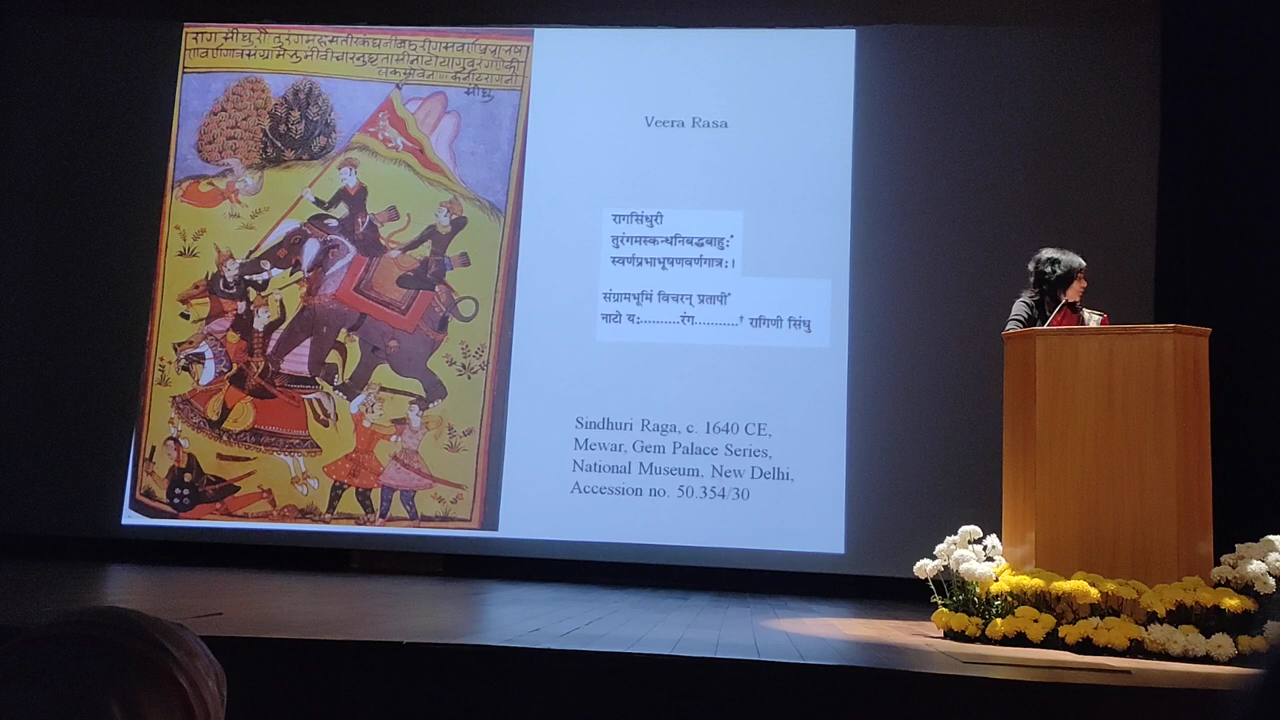 Veera Rasa
रागसिंधुरी
तुरंगमस्कन्धनिबद्धबाहुः*
स्वर्णप्रभाभूषणवर्णगात्रः।
संग्रामभूमिं विचरन् प्रतापी*
नाटो यः..........रंग...........† रागिणी सिंधु
Sindhuri Raga, c. 1640 CE,
Mewar, Gem Palace Series,
National Museum, New Delhi,
Accession no. 50.354/30